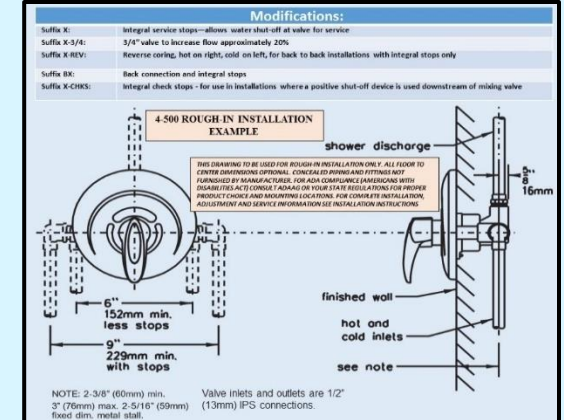 Modifications:
Suffix X: Integral service stops—allows water shut-off at valve for service
Suffix X-3/4: 3/4" valve to increase flow approximately 20%
Suffix X-REV: Reverse coring, hot on right, cold on left, for back to back installations with integral stops only
Suffix BX: Back connection and integral stops
Suffix X-CHKS: Integral check stops - for use in installations where a positive shut-off device is used downstream of mixing valve
4-500 ROUGH-IN INSTALLATION
EXAMPLE
shower discharge
THIS DRAWING TO BE USED FOR ROUGH-IN INSTALLATION ONLY. ALL FLOOR TO
CENTER DIMENSIONS OPTIONAL. CONCEALED PIPING AND FITTINGS NOT
FURNISHED BY MANUFACTURER. FOR ADA COMPLIANCE (AMERICANS WITH
DISABILITIES ACT) CONSULT ADAAG OR YOUR STATE REGULATIONS FOR PROPER
PRODUCT CHOICE AND MOUNTING LOCATIONS. FOR COMPLETE INSTALLATION,
ADJUSTMENT AND SERVICE INFORMATION SEE INSTALLATION INSTRUCTIONS
16mm
finished wall
6"
152mm min.
less stops
hot and
cold inlets
9"
229mm min.
with stops
see note
NOTE: 2-3/8" (60mm) min.
3" (76mm) max. 2-5/16" (59mm)
fixed dim. metal stall.
Valve inlets and outlets are 1/2"
(13mm) IPS connections.